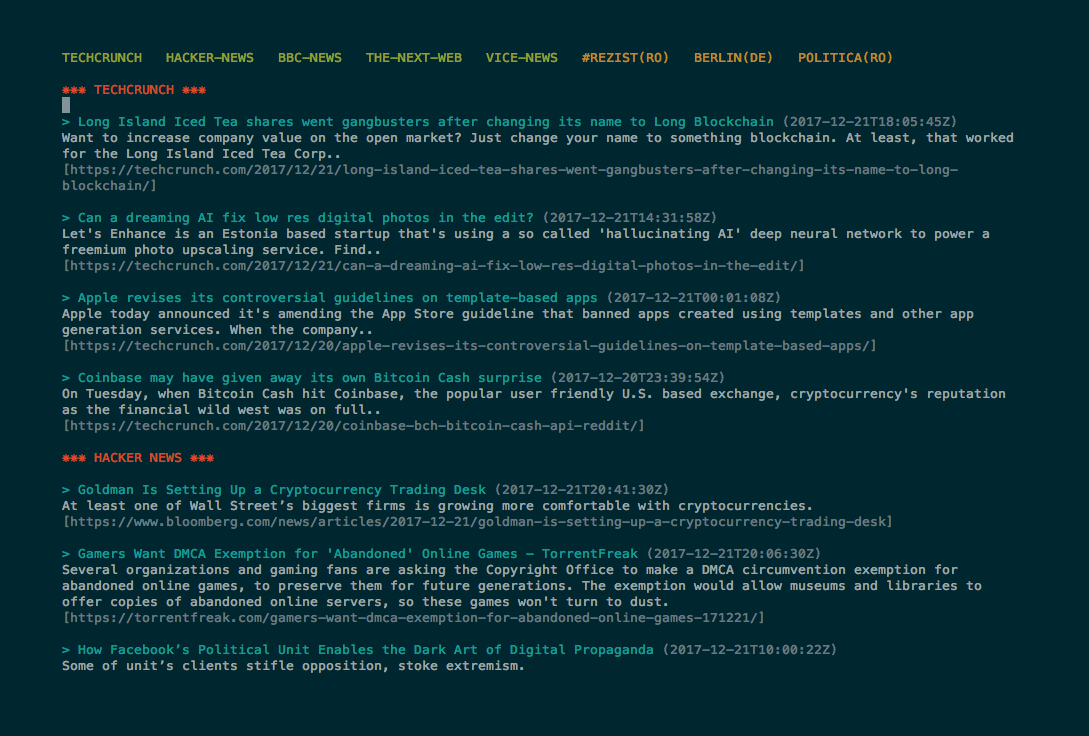 TECHCRUNCH HACKER-NEWS BBC-NEWS THE-NEXT-WEB VICE-NEWS #REZIST(RO) BERLIN(DE) POLITICA(RO)
*** TECHCRUNCH ***
> Long Island Iced Tea shares went gangbusters after changing its name to Long Blockchain (2017-12-21T18:05:45Z)
Want to increase company value on the open market? Just change your name to something blockchain. At least, that worked
for the Long Island Iced Tea Corp..
[https://techcrunch.com/2017/12/21/long-island-iced-tea-shares-went-gangbusters-after-changing-its-name-to-long-
blockchain/]
> Can a dreaming AI fix low res digital photos in the edit? (2017-12-21T14:31:58Z)
Let's Enhance is an Estonia based startup that's using a so called 'hallucinating AI' deep neural network to power a
freemium photo upscaling service. Find..
[https://techcrunch.com/2017/12/21/can-a-dreaming-ai-fix-low-res-digital-photos-in-the-edit/]
> Apple revises its controversial guidelines on template-based apps (2017-12-21T00:01:08Z)
Apple today announced it's amending the App Store guideline that banned apps created using templates and other app
generation services. When the company..
[https://techcrunch.com/2017/12/20/apple-revises-its-controversial-guidelines-on-template-based-apps/]
> Coinbase may have given away its own Bitcoin Cash surprise (2017-12-20T23:39:54Z)
On Tuesday, when Bitcoin Cash hit Coinbase, the popular user friendly U.S. based exchange, cryptocurrency's reputation
as the financial wild west was on full..
[https://techcrunch.com/2017/12/20/coinbase-bch-bitcoin-cash-api-reddit/]
*** HACKER NEWS ***
> Goldman Is Setting Up a Cryptocurrency Trading Desk (2017-12-21T20:41:30Z)
At least one of Wall Street’s biggest firms is growing more comfortable with cryptocurrencies.
[https://www.bloomberg.com/news/articles/2017-12-21/goldman-is-setting-up-a-cryptocurrency-trading-desk]
> Gamers Want DMCA Exemption for 'Abandoned' Online Games – TorrentFreak (2017-12-21T20:06:30Z)
Several organizations and gaming fans are asking the Copyright Office to make a DMCA circumvention exemption for
abandoned online games, to preserve them for future generations. The exemption would allow museums and libraries to
offer copies of abandoned online servers, so these games won't turn to dust.
[https://torrentfreak.com/gamers-want-dmca-exemption-for-abandoned-online-games-171221/]
> How Facebook’s Political Unit Enables the Dark Art of Digital Propaganda (2017-12-21T10:00:22Z)
Some of unit’s clients stifle opposition, stoke extremism.